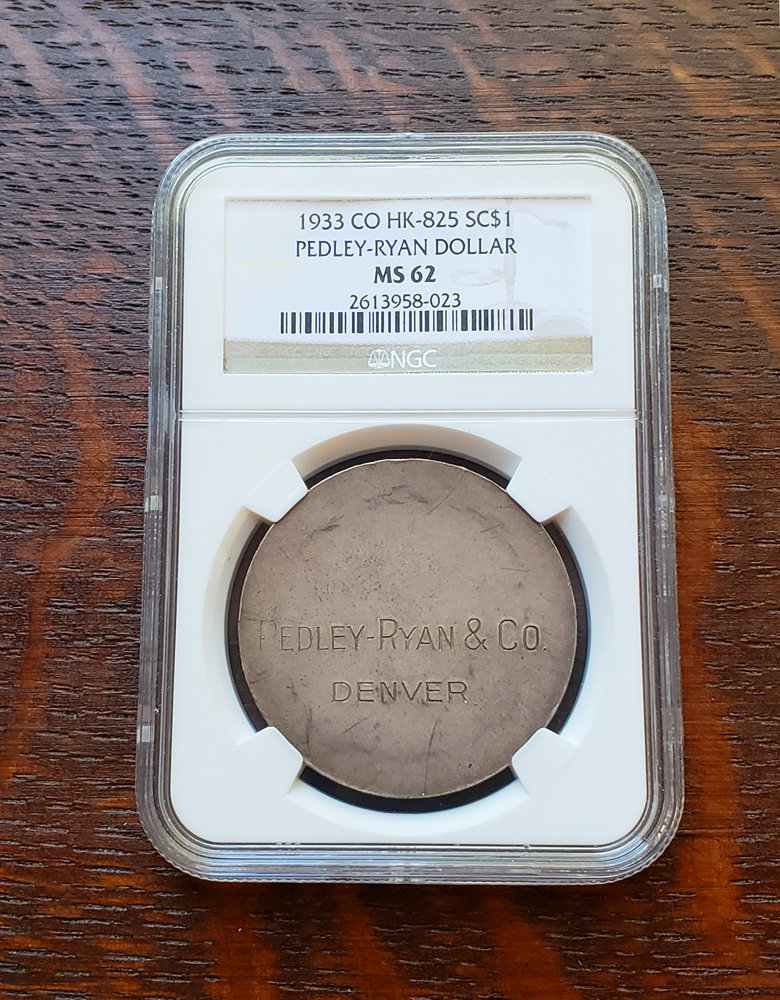 1933 CO HK-825 SC$1
PEDLEY-RYAN DOLLAR
MS 62
2613958-023
NGC
PEDLEY-RYAN & CO.
DENVER